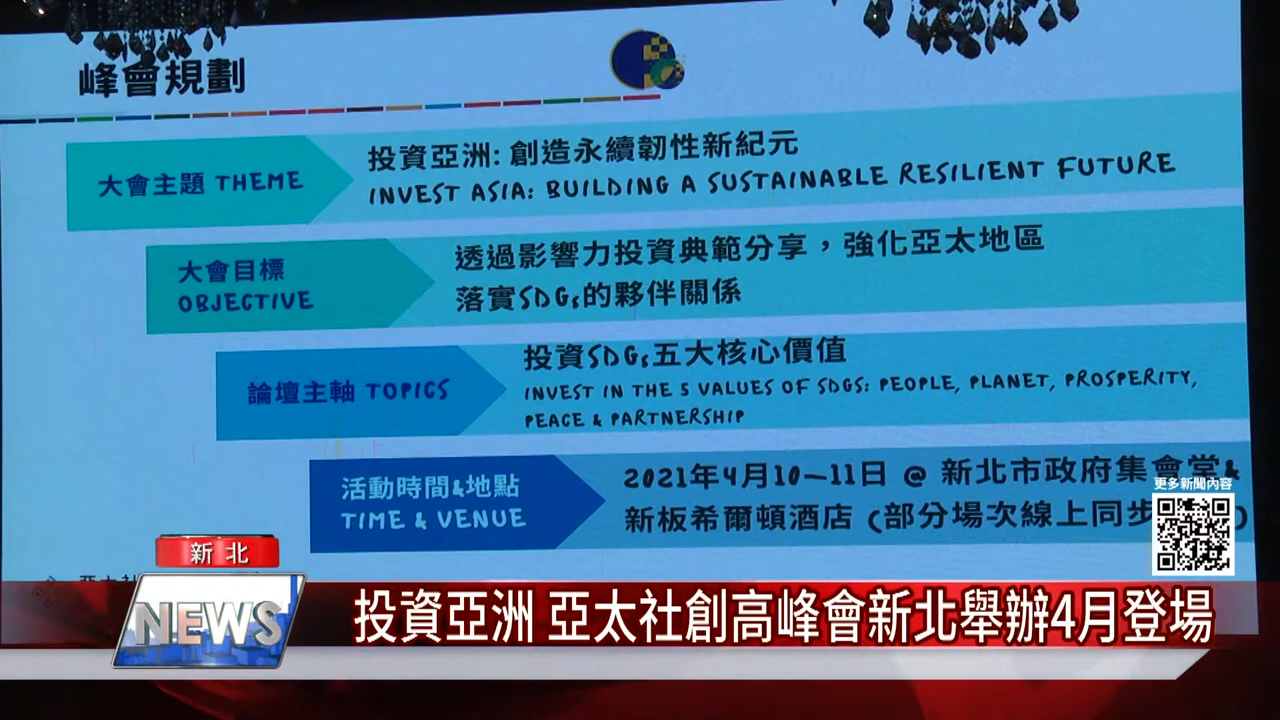 峰會規劃
大會主題 THEME
投資亞洲: 創造永續韌性新紀元
INVEST ASIA: BUILDING A SUSTAINABLE RESILIENT FUTURE
大會目標
OBJECTIVE
透過影響力投資典範分享，強化亞太地區
落實SDGs的夥伴關係
論壇主軸 TOPICS
投資SDGs五大核心價值
INVEST IN THE 5 VALUES OF SDGS: PEOPLE, PLANET, PROSPERITY,
PEACE & PARTNERSHIP
活動時間&地點
TIME & VENUE
2021年4月10-11日 @ 新北市政府集會堂&
新板希爾頓酒店 (部分場次線上同步
更多新聞內容
新北
NEWS
投資亞洲 亞太社創高峰會新北舉辦4月登場